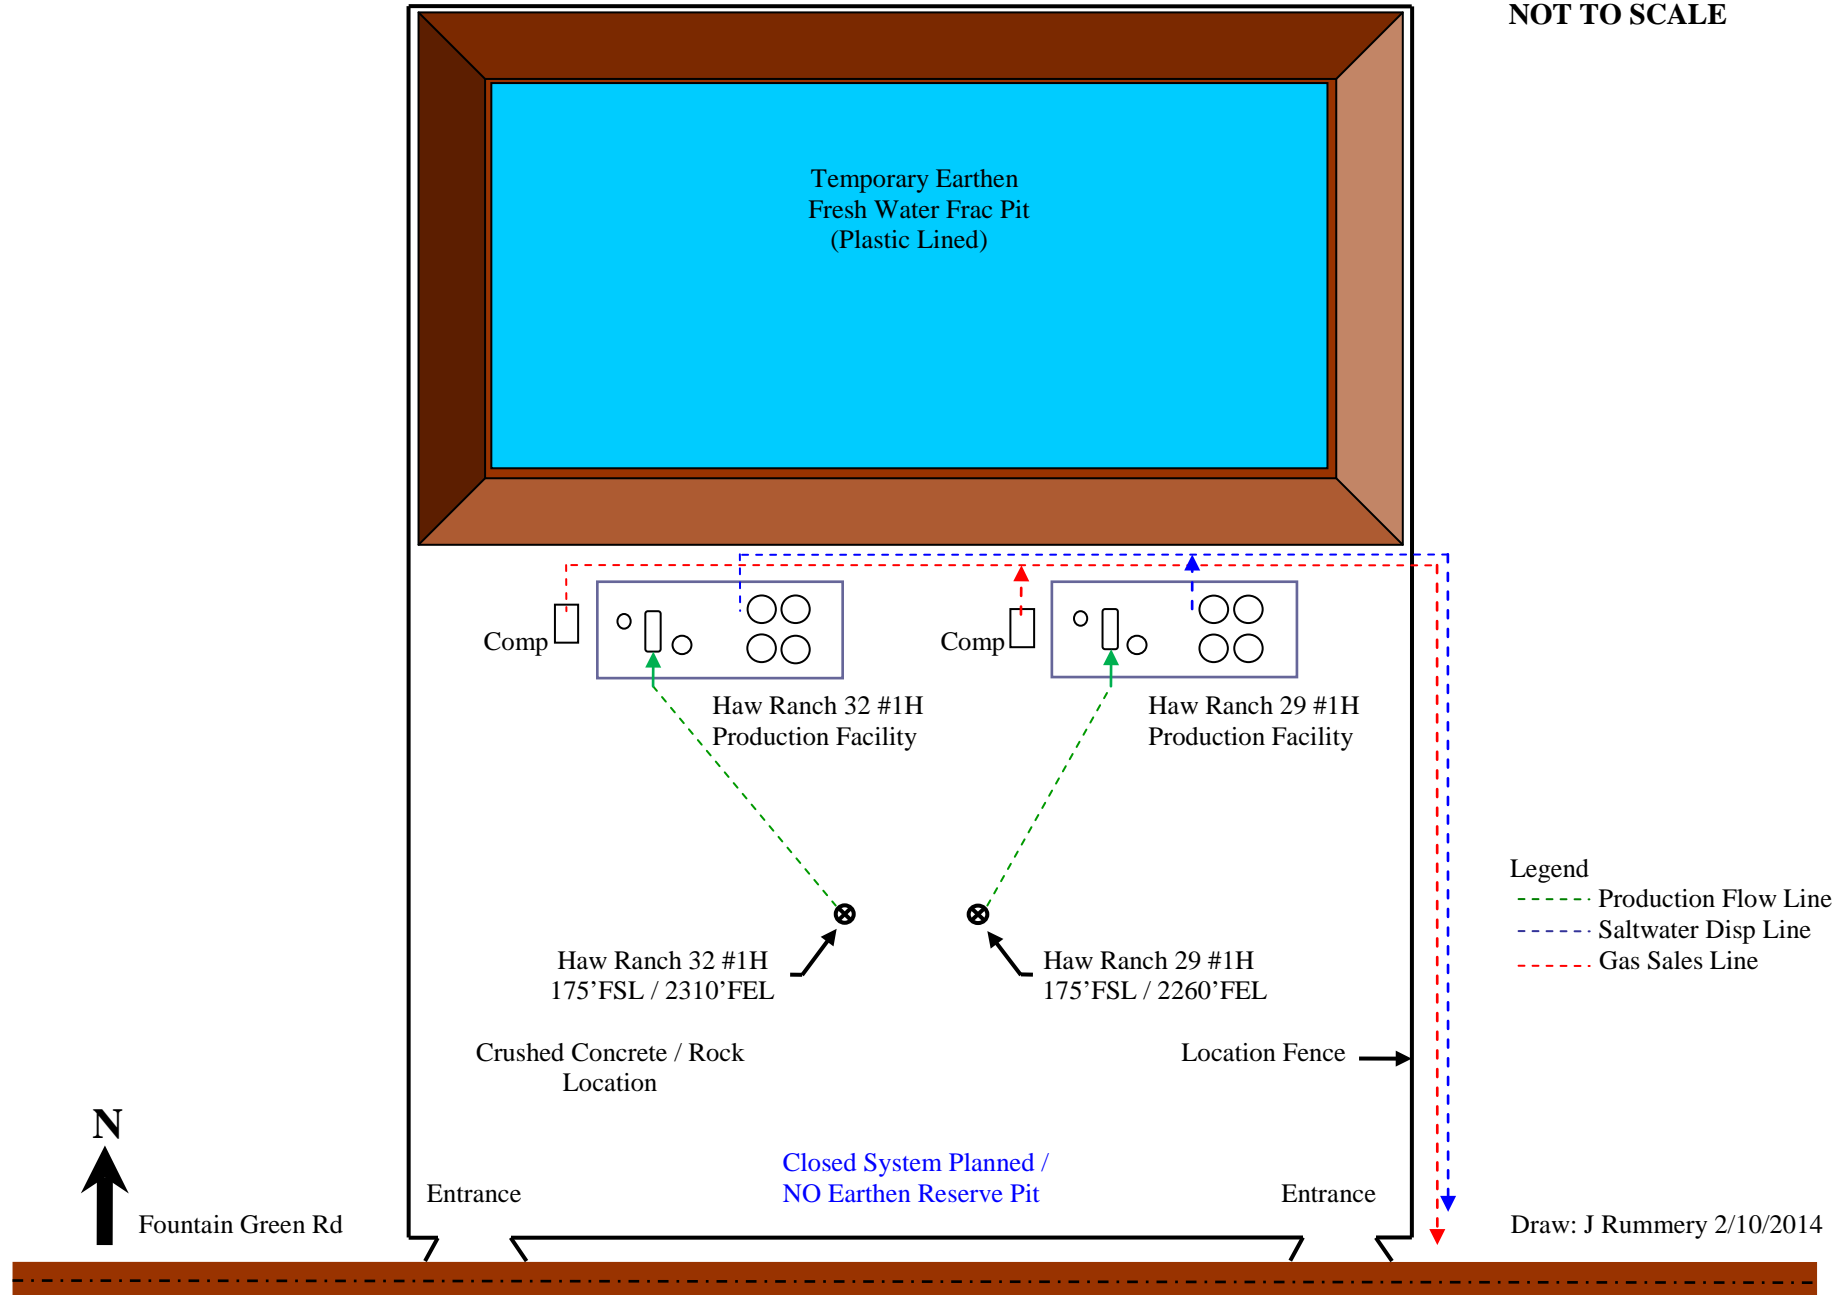 NOT TO SCALE
Temporary Earthen
Fresh Water Frac Pit
(Plastic Lined)
Comp
Comp
Haw Ranch 32 #1H
Production Facility
Haw Ranch 29 #1H
Production Facility
Legend
Production Flow Line
Saltwater Disp Line
Gas Sales Line
Haw Ranch 32 #1H
175’FSL / 2310’FEL
Haw Ranch 29 #1H
175’FSL / 2260’FEL
Crushed Concrete / Rock
Location
Location Fence
N
Closed System Planned /
NO Earthen Reserve Pit
Entrance
Entrance
Fountain Green Rd
Draw: J Rummery 2/10/2014